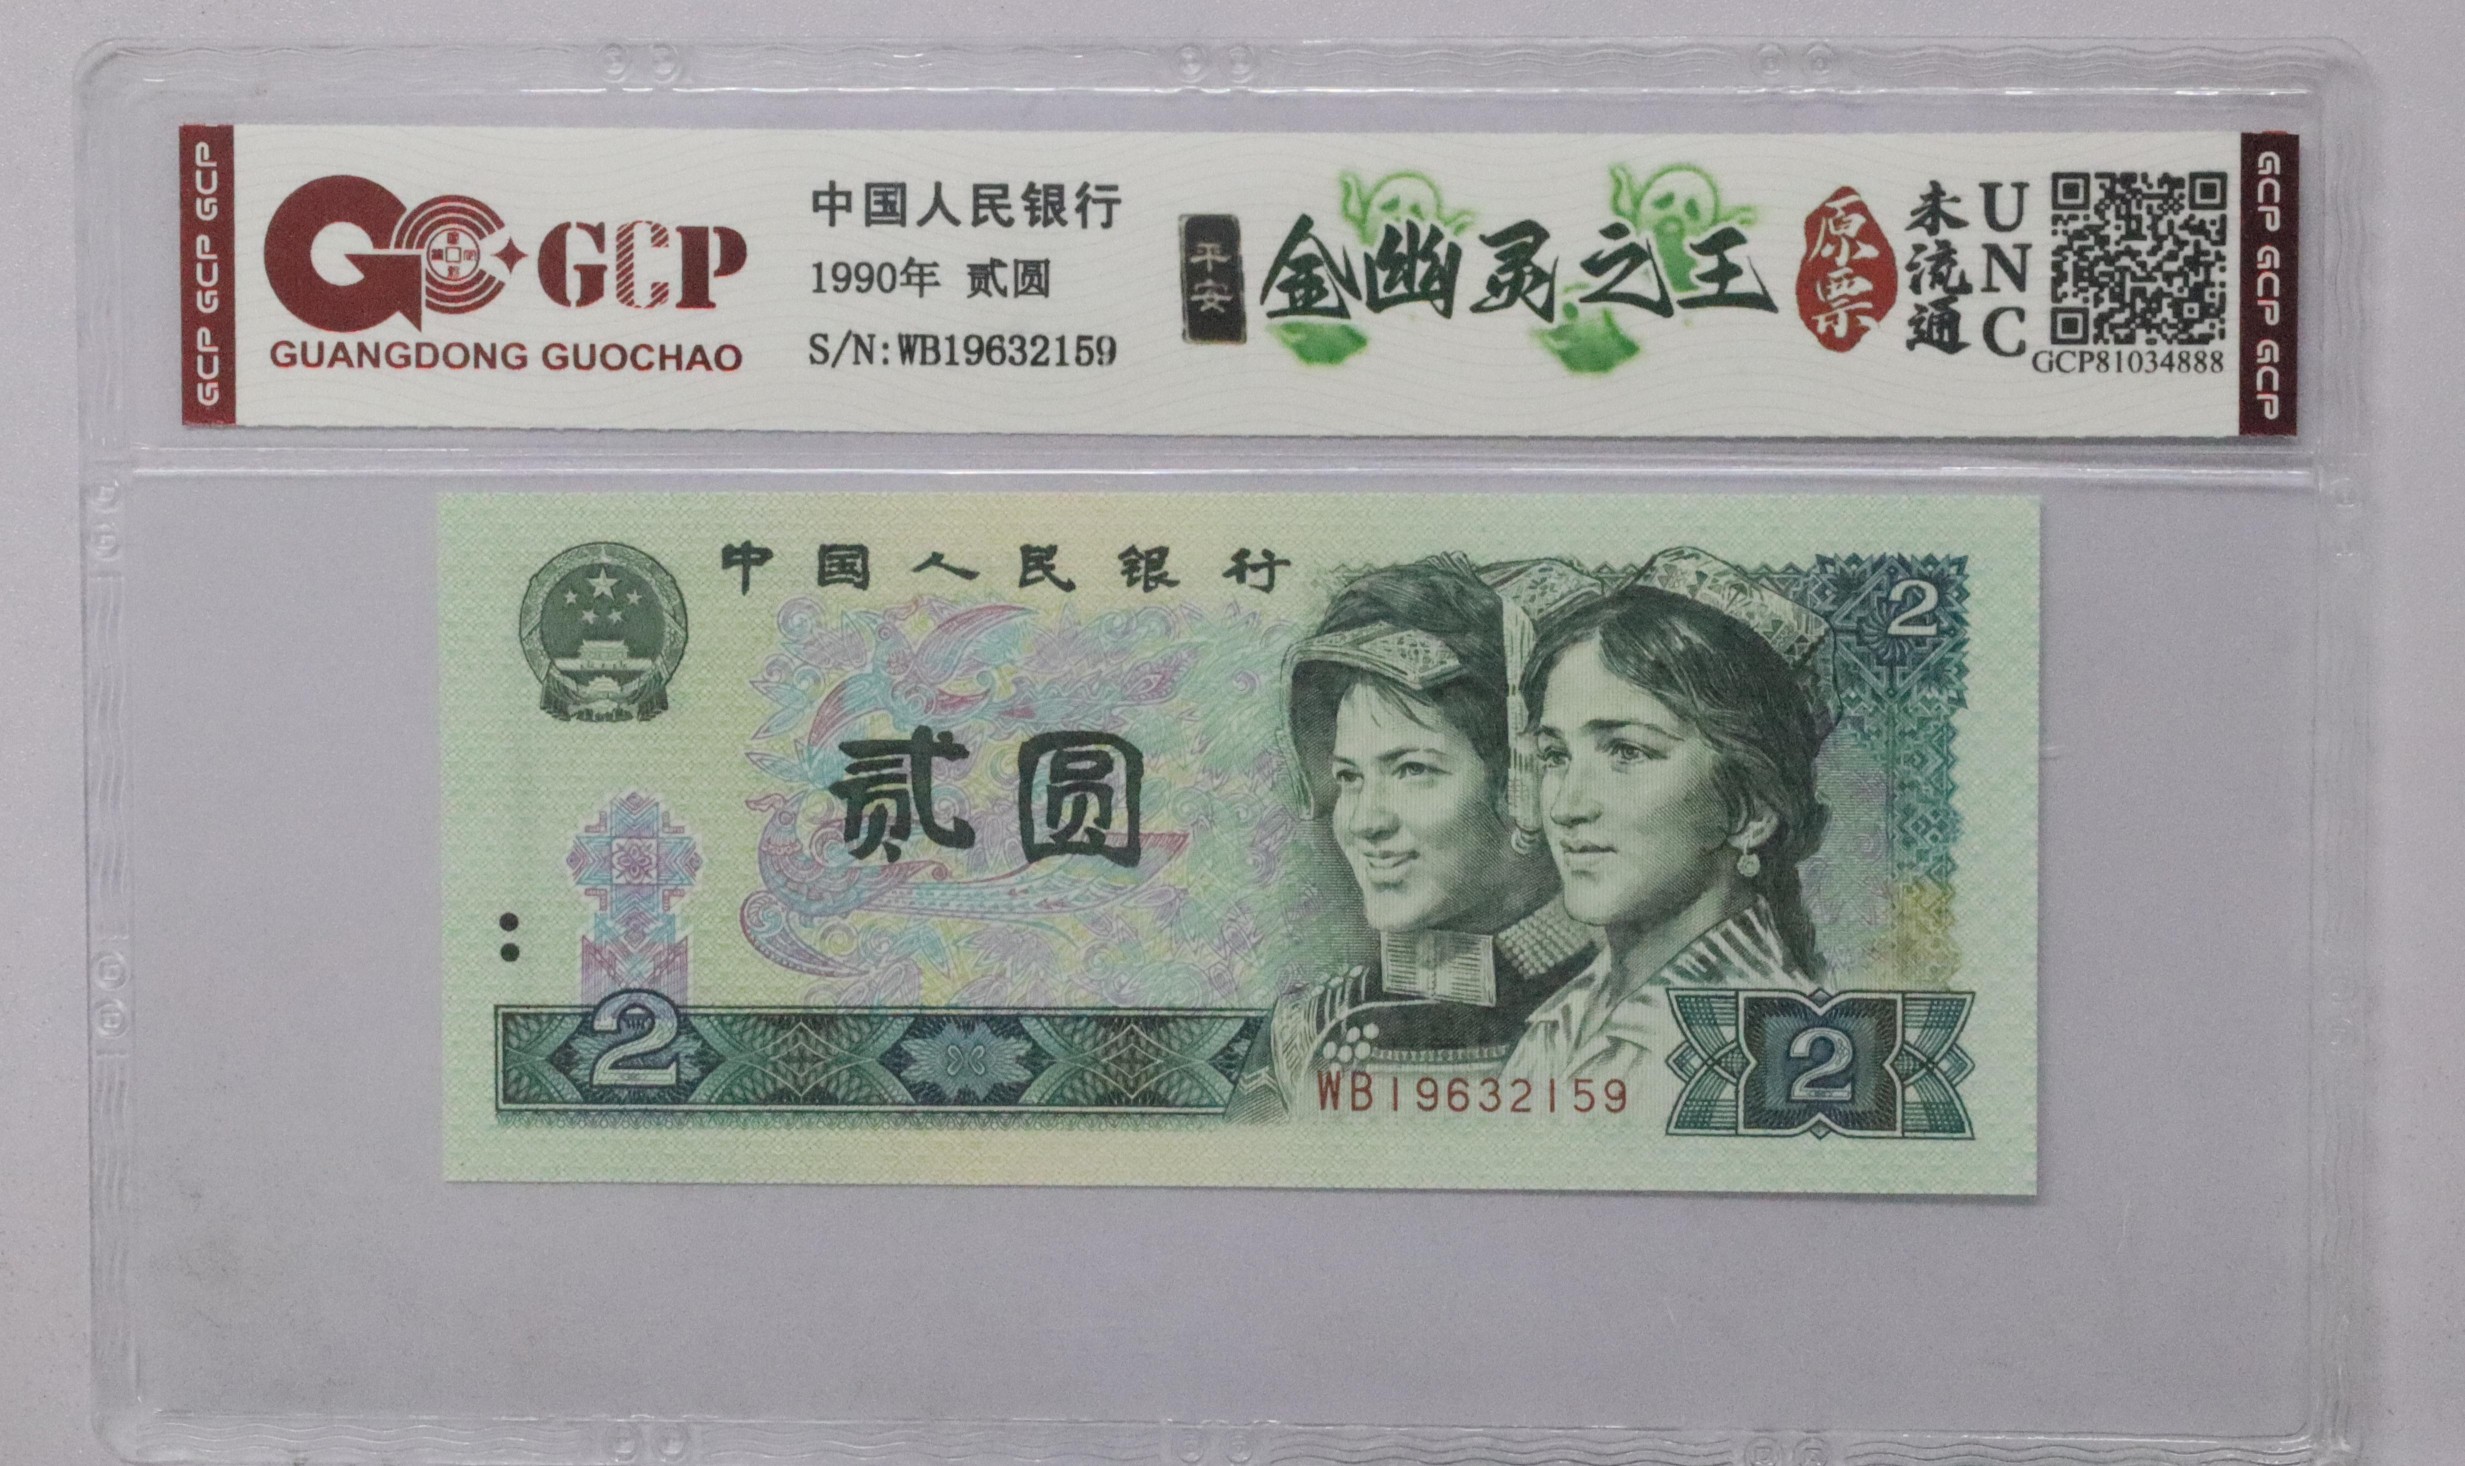 GCP GCP GCP
GCP
GUANGDONG GUOCHAO
中国人民银行
1990年 贰圆
S/N:WB19632159
平安
金幽灵之王
原票
未流通
UNC
GCP81034888
GCP GCP GCP
中国人民银行
2
贰圆
2
WB19632159
2